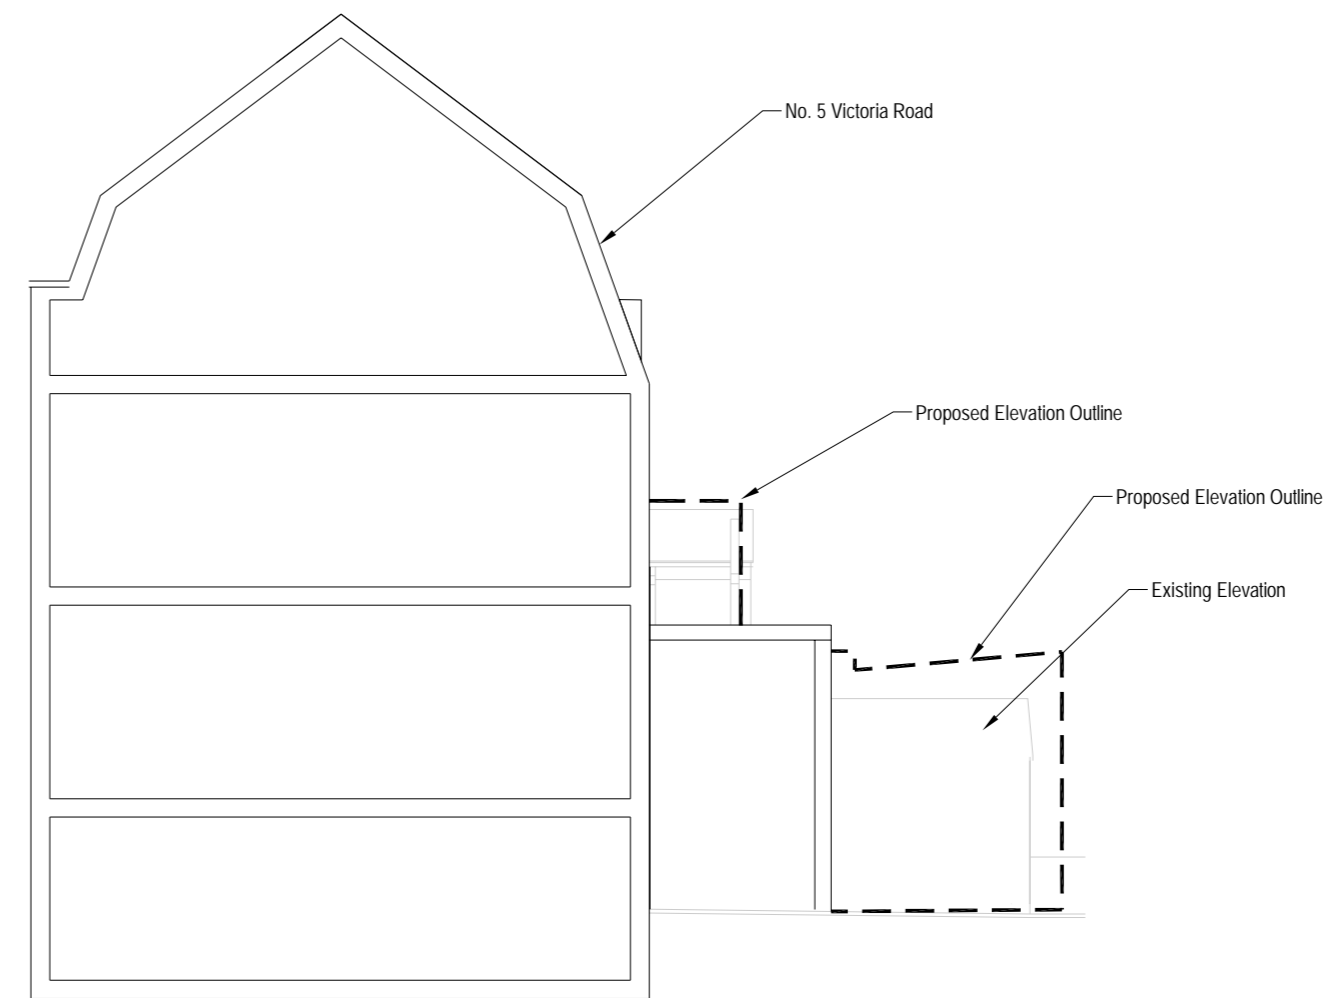 No. 5 Victoria Road
Proposed Elevation Outline
Proposed Elevation Outline
Existing Elevation